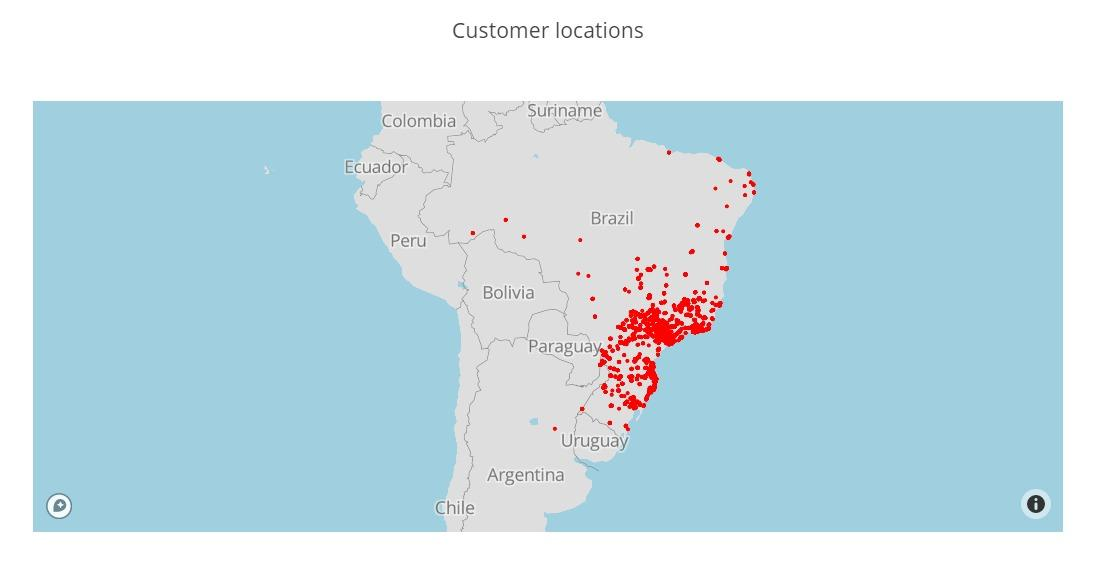 Customer locations
Suriname
Colombia
Ecuador
Brazil
Peru
Bolivia
Paraguay
Uruguay
Argentina
Chile